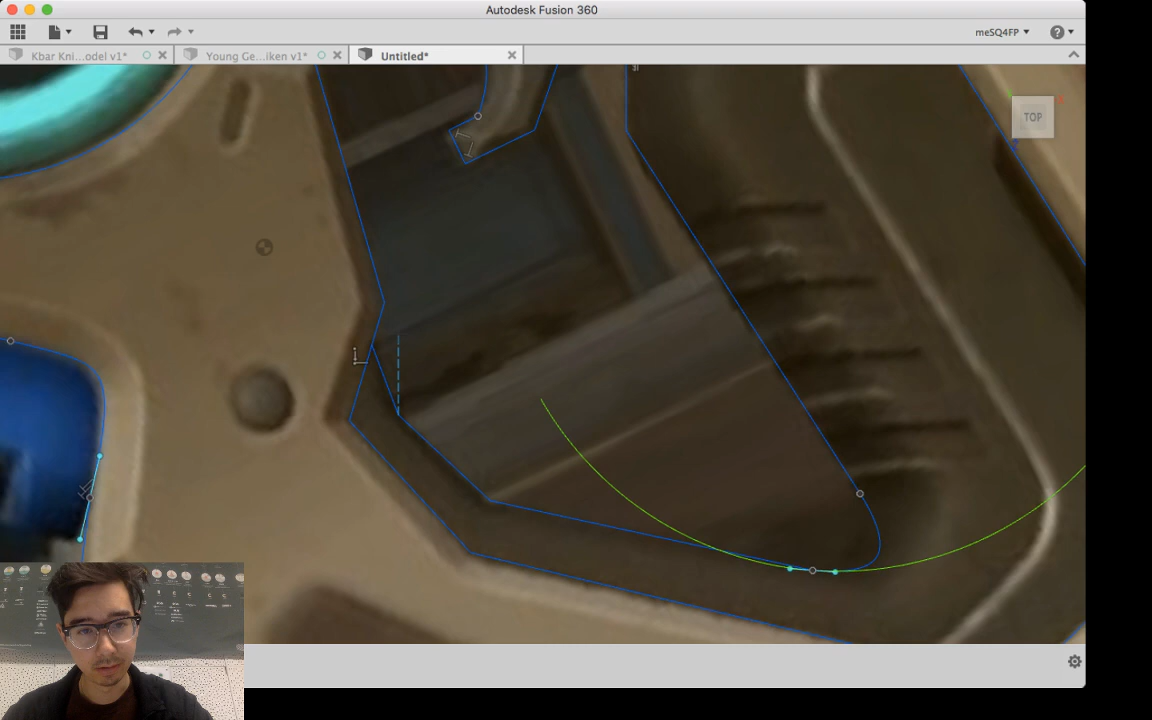 Autodesk Fusion 360
meSQ4FP
Kbar Kni...odel v1*
Young Ge...iken v1*
Untitled*
TOP